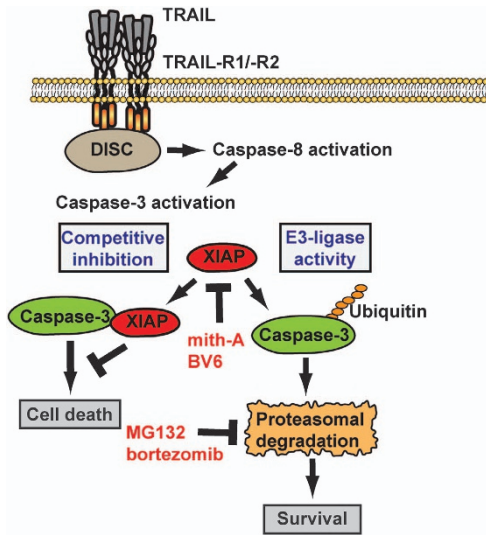 TRAIL
TRAIL-R1/-R2
DISC
Caspase-8 activation
Caspase-3 activation
Competitive
inhibition
XIAP
E3-ligase
activity
Caspase-3
XIAP
mith-A
BV6
Ubiquitin
Caspase-3
Cell death
MG132
bortezomib
Proteasomal
degradation
Survival